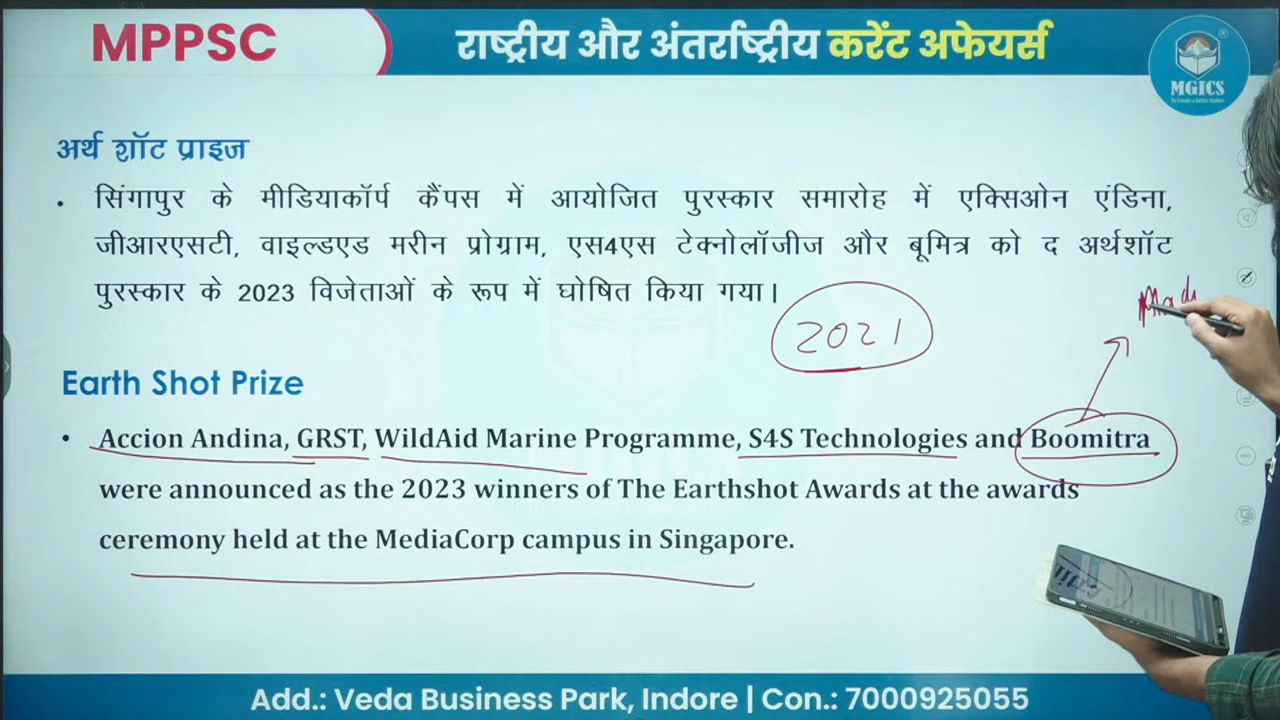 MPPSC
राष्ट्रीय और अंतर्राष्ट्रीय करेंट अफेयर्स
MGICS
अर्थ शॉट प्राइज
• सिंगापुर के मीडियाकॉर्प कैंपस में आयोजित पुरस्कार समारोह में एक्सिओन एंडिना,
जीआरएसटी, वाइल्डएड मरीन प्रोग्राम, एस4एस टेक्नोलॉजीज और बूमित्र को द अर्थशॉट
पुरस्कार के 2023 विजेताओं के रूप में घोषित किया गया।
2021
Earth Shot Prize
• Accion Andina, GRST, WildAid Marine Programme, S4S Technologies and Boomitra
were announced as the 2023 winners of The Earthshot Awards at the awards
ceremony held at the MediaCorp campus in Singapore.
Add.: Veda Business Park, Indore | Con.: 7000925055